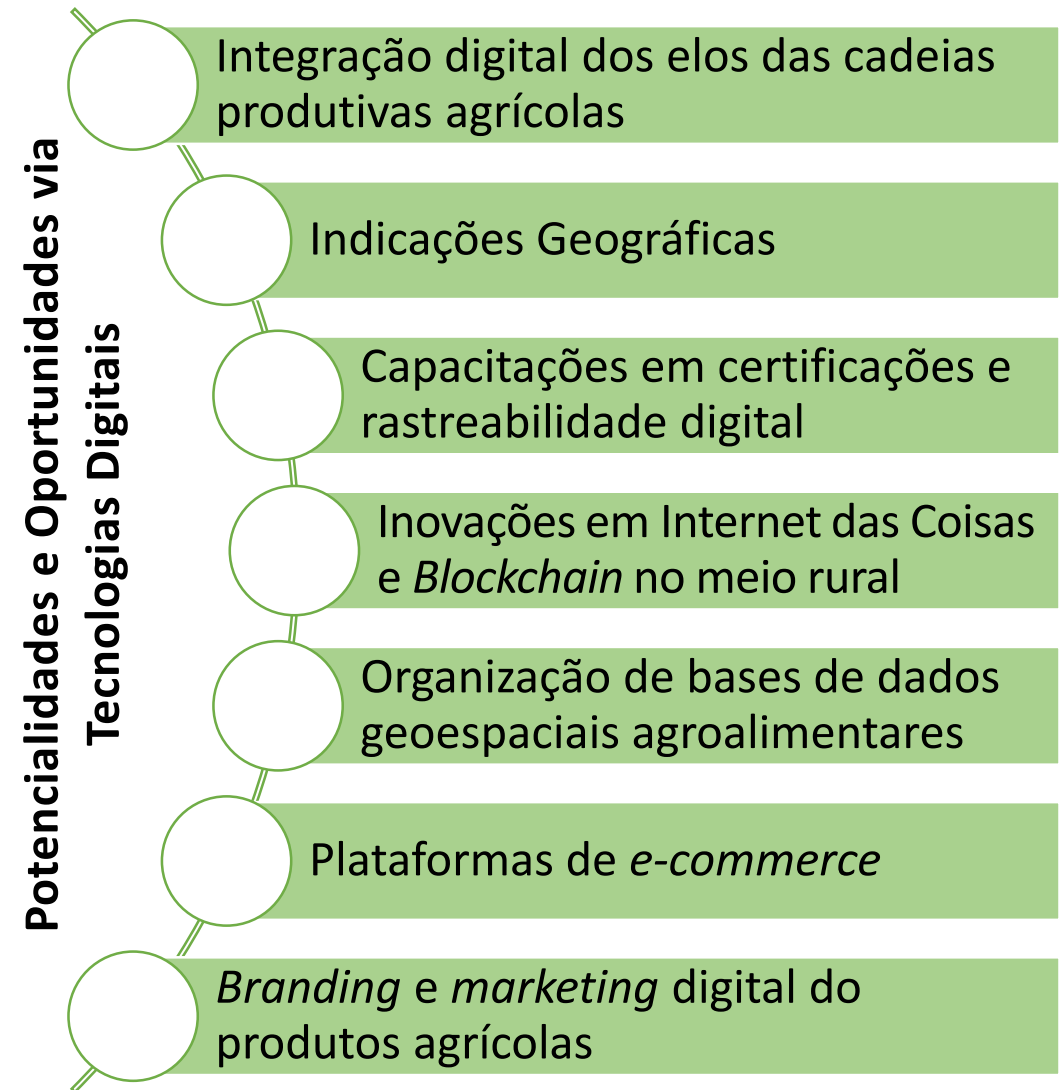 Potencialidades e Oportunidades via
Tecnologias Digitais
Integração digital dos elos das cadeias
produtivas agrícolas
Indicações Geográficas
Capacitações em certificações e
rastreabilidade digital
Inovações em Internet das Coisas
e Blockchain no meio rural
Organização de bases de dados
geoespaciais agroalimentares
Plataformas de e-commerce
Branding e marketing digital do
produtos agrícolas